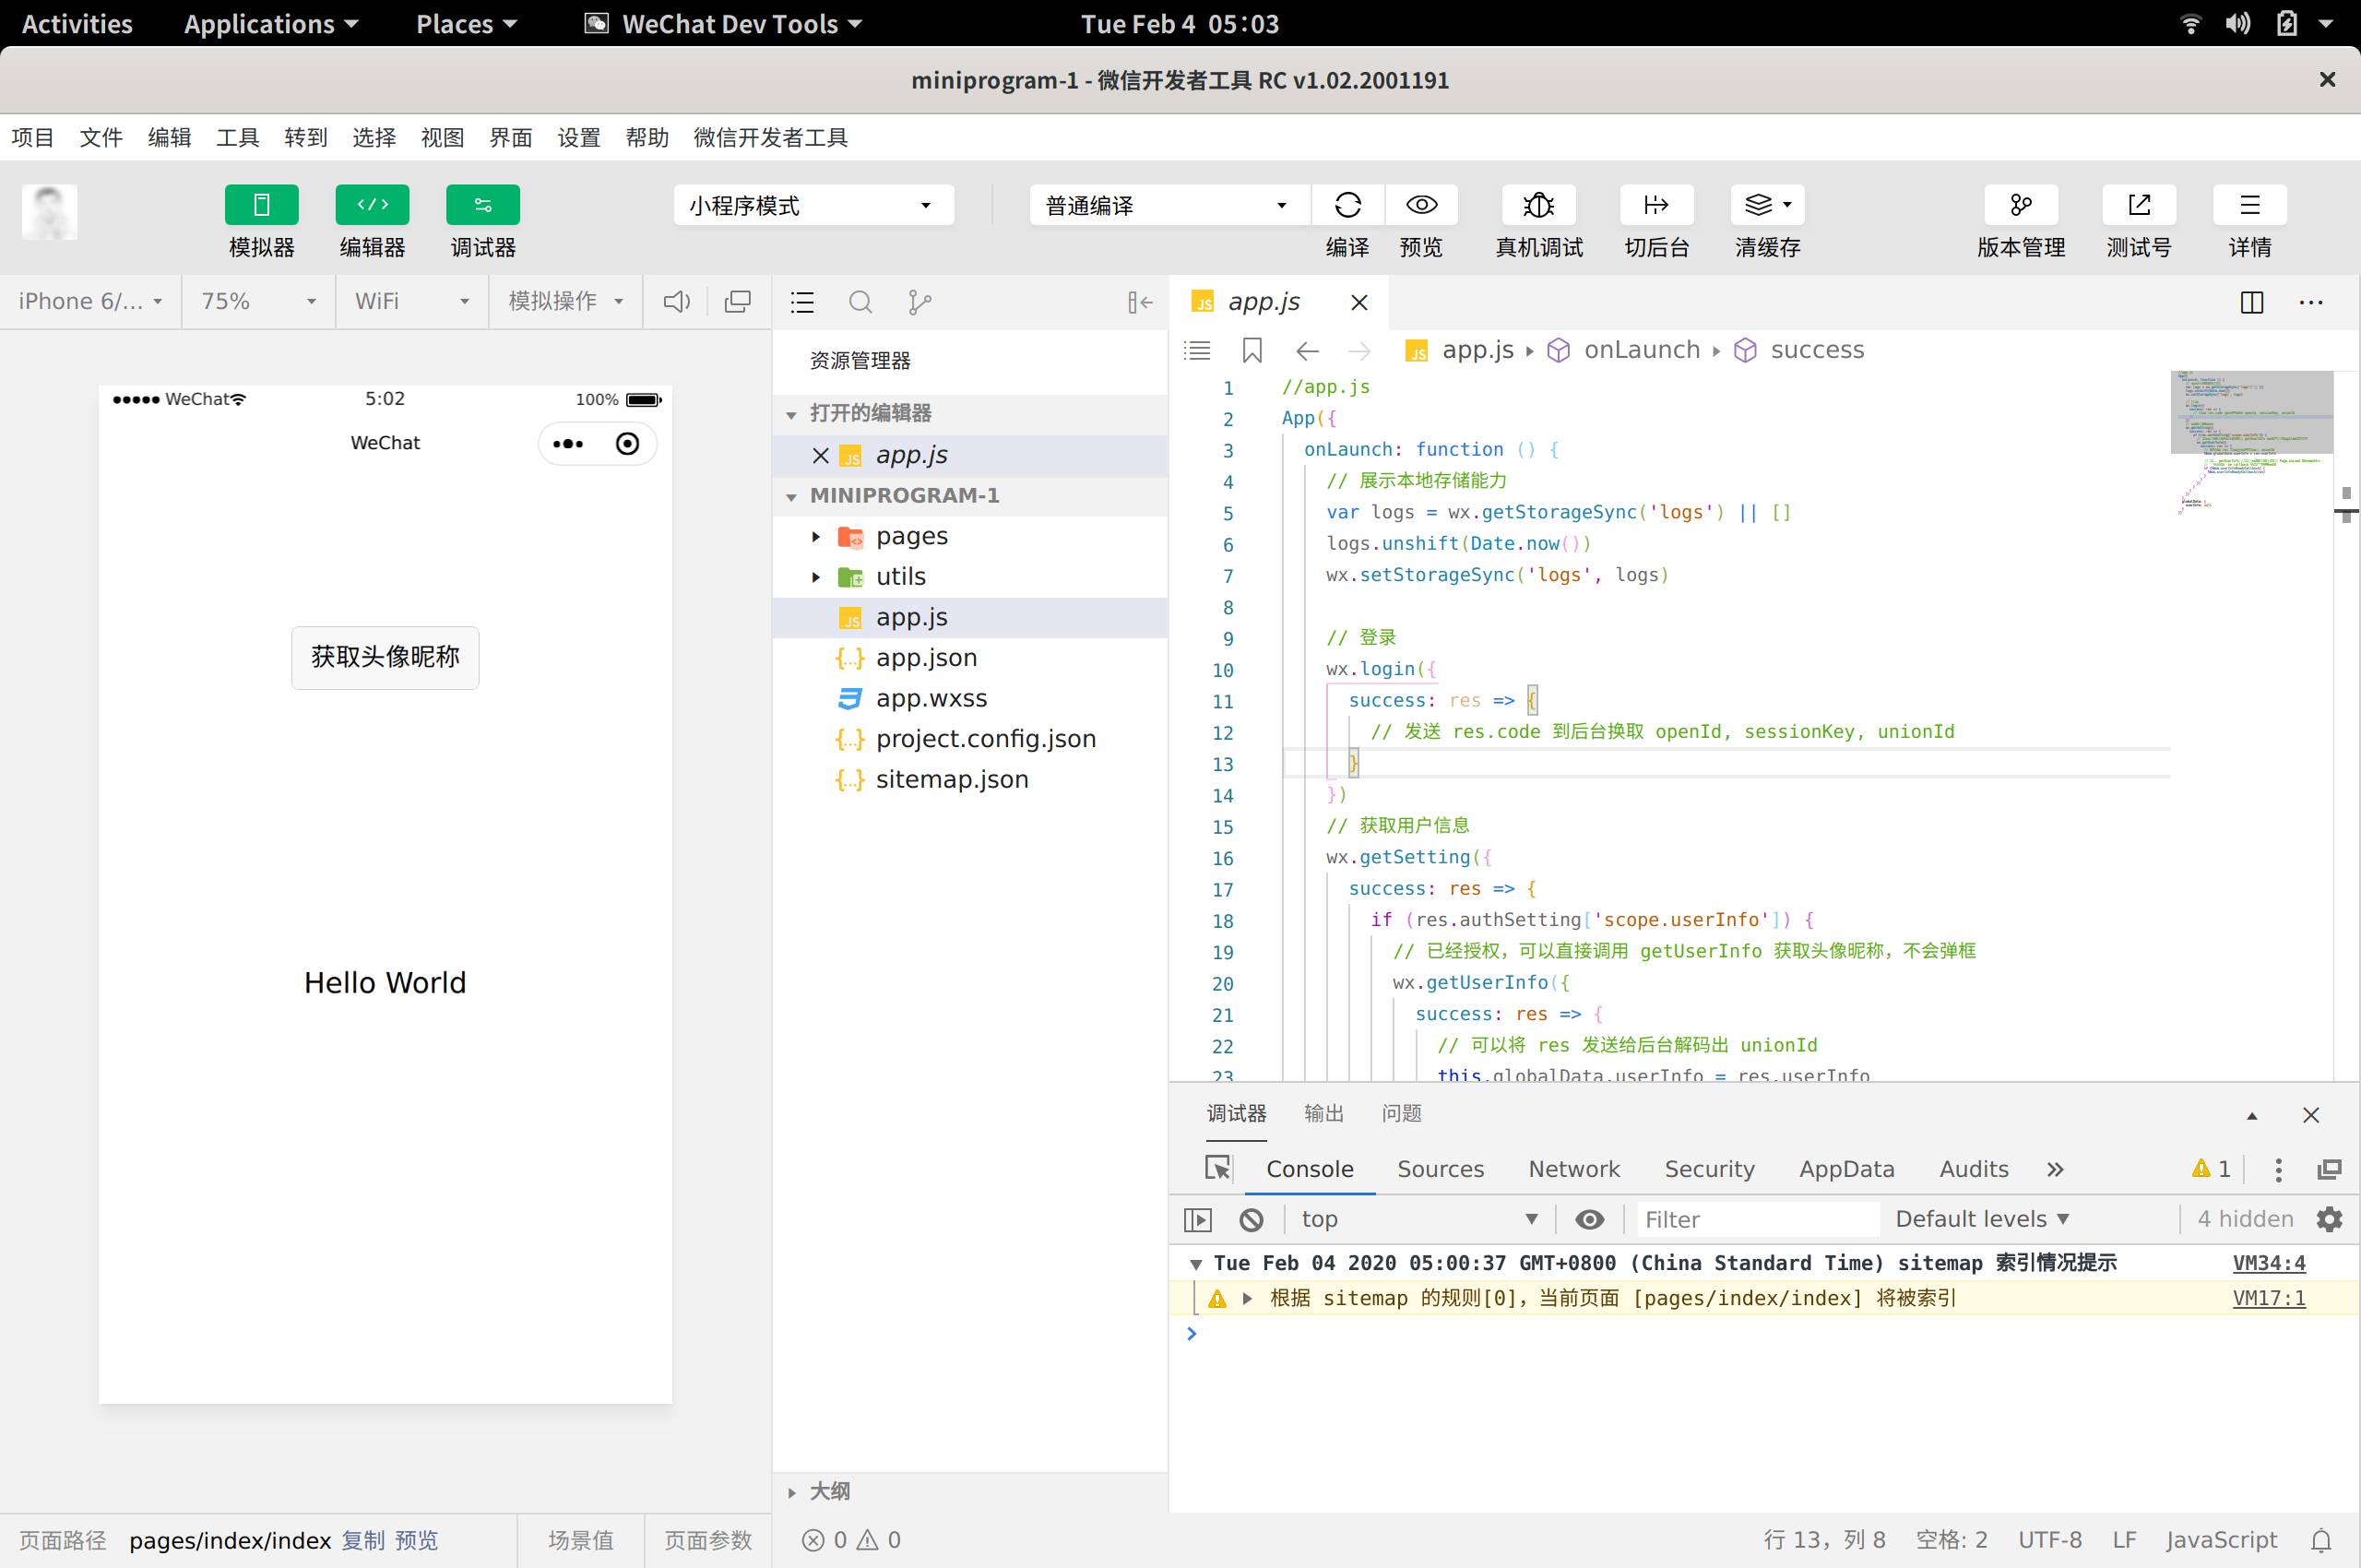 Activities Applications Places WeChat Dev Tools Tue Feb 4 05:03
miniprogram-1 - 微信开发者工具 RC v1.02.2001191
项目 文件 编辑 工具 转到 选择 视图 界面 设置 帮助 微信开发者工具
小程序模式 普通编译
模拟器 编辑器 调试器 编译 预览 真机调试 切后台 清缓存 版本管理 测试号 详情
iPhone 6/... 75% WiFi 模拟操作
WeChat 5:02 100%
WeChat
获取头像昵称
Hello World
页面路径 pages/index/index 复制 预览 场景值 页面参数
资源管理器
打开的编辑器
JS app.js
MINIPROGRAM-1
pages
utils
JS app.js
{..} app.json
app.wxss
{..} project.config.json
{..} sitemap.json
大纲
0 0
JS app.js
JS app.js onLaunch success
1 //app.js
2 App({
3 onLaunch: function () {
4 // 展示本地存储能力
5 var logs = wx.getStorageSync('logs') || []
6 logs.unshift(Date.now())
7 wx.setStorageSync('logs', logs)
8
9 // 登录
10 wx.login({
11 success: res => {
12 // 发送 res.code 到后台换取 openId, sessionKey, unionId
13 }
14 })
15 // 获取用户信息
16 wx.getSetting({
17 success: res => {
18 if (res.authSetting['scope.userInfo']) {
19 // 已经授权，可以直接调用 getUserInfo 获取头像昵称，不会弹框
20 wx.getUserInfo({
21 success: res => {
22 // 可以将 res 发送给后台解码出 unionId
23 this.globalData.userInfo = res.userInfo
调试器 输出 问题
Console Sources Network Security AppData Audits » 1
top Filter Default levels 4 hidden
Tue Feb 04 2020 05:00:37 GMT+0800 (China Standard Time) sitemap 索引情况提示 VM34:4
根据 sitemap 的规则[0]，当前页面 [pages/index/index] 将被索引 VM17:1
行 13，列 8 空格: 2 UTF-8 LF JavaScript